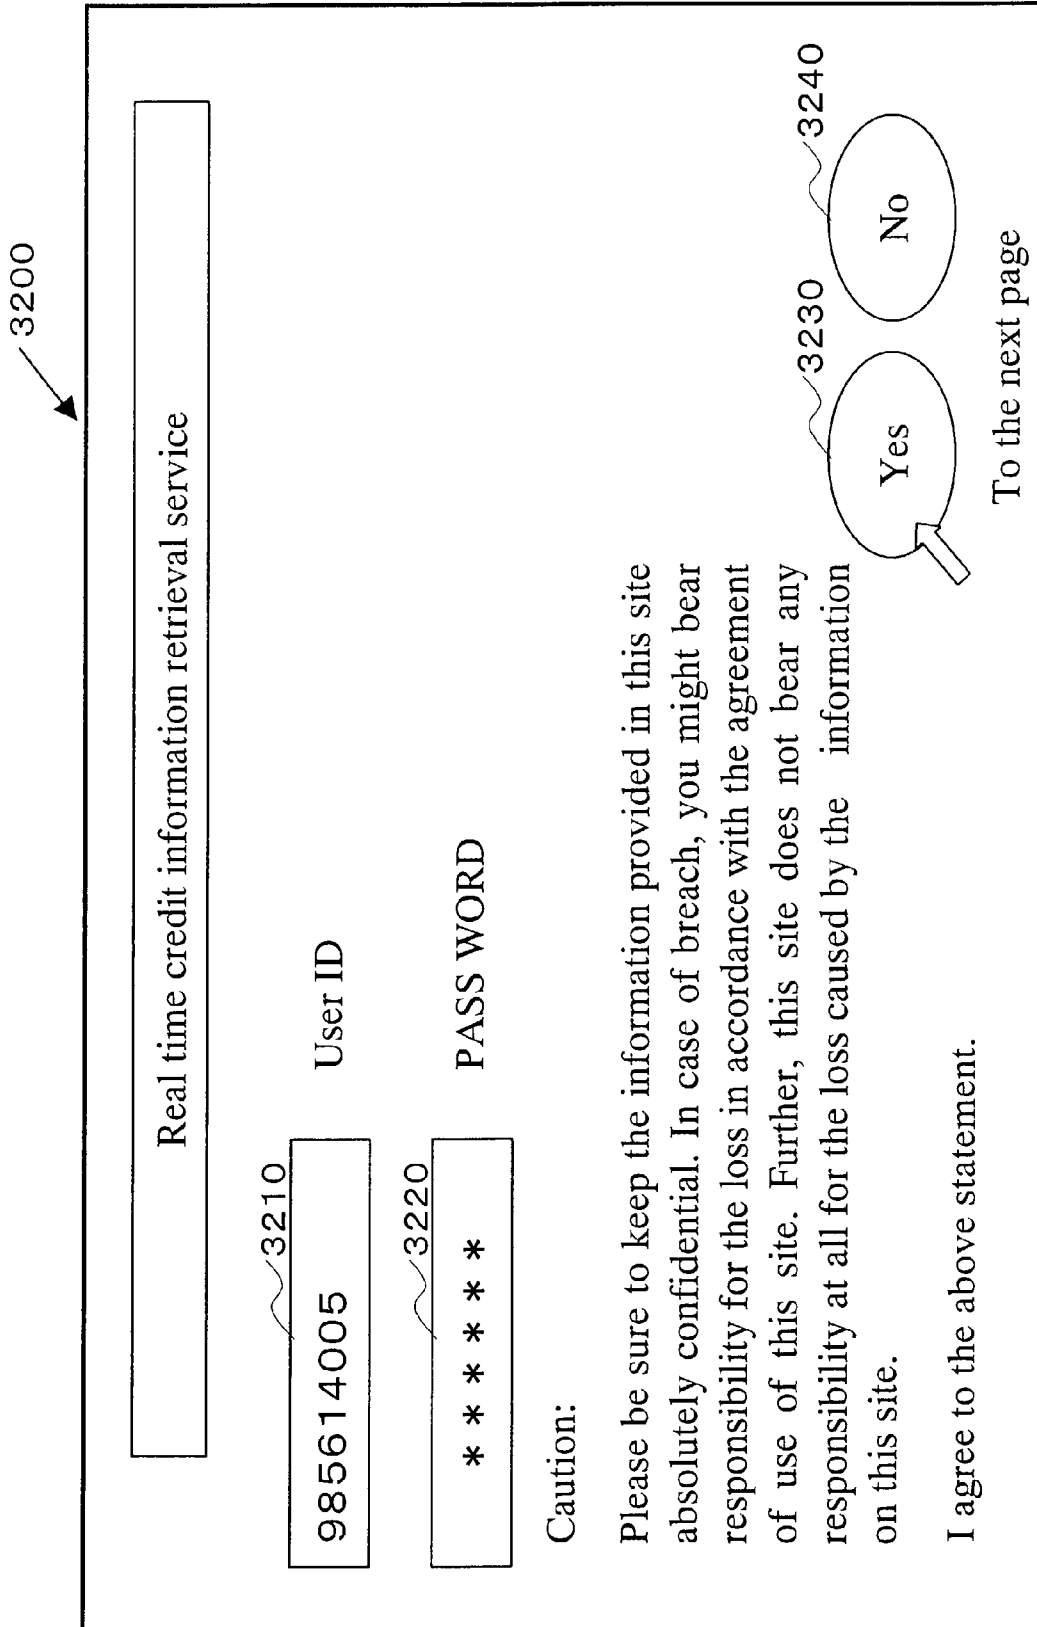 3200
Real time credit information retrieval service
3210
985614005
User ID
3220
******
PASS WORD
Caution:
Please be sure to keep the information provided in this site
absolutely confidential. In case of breach, you might bear
responsibility for the loss in accordance with the agreement
of use of this site. Further, this site does not bear any
responsibility at all for the loss caused by the information
on this site.
3230
3240
Yes
No
I agree to the above statement.
To the next page